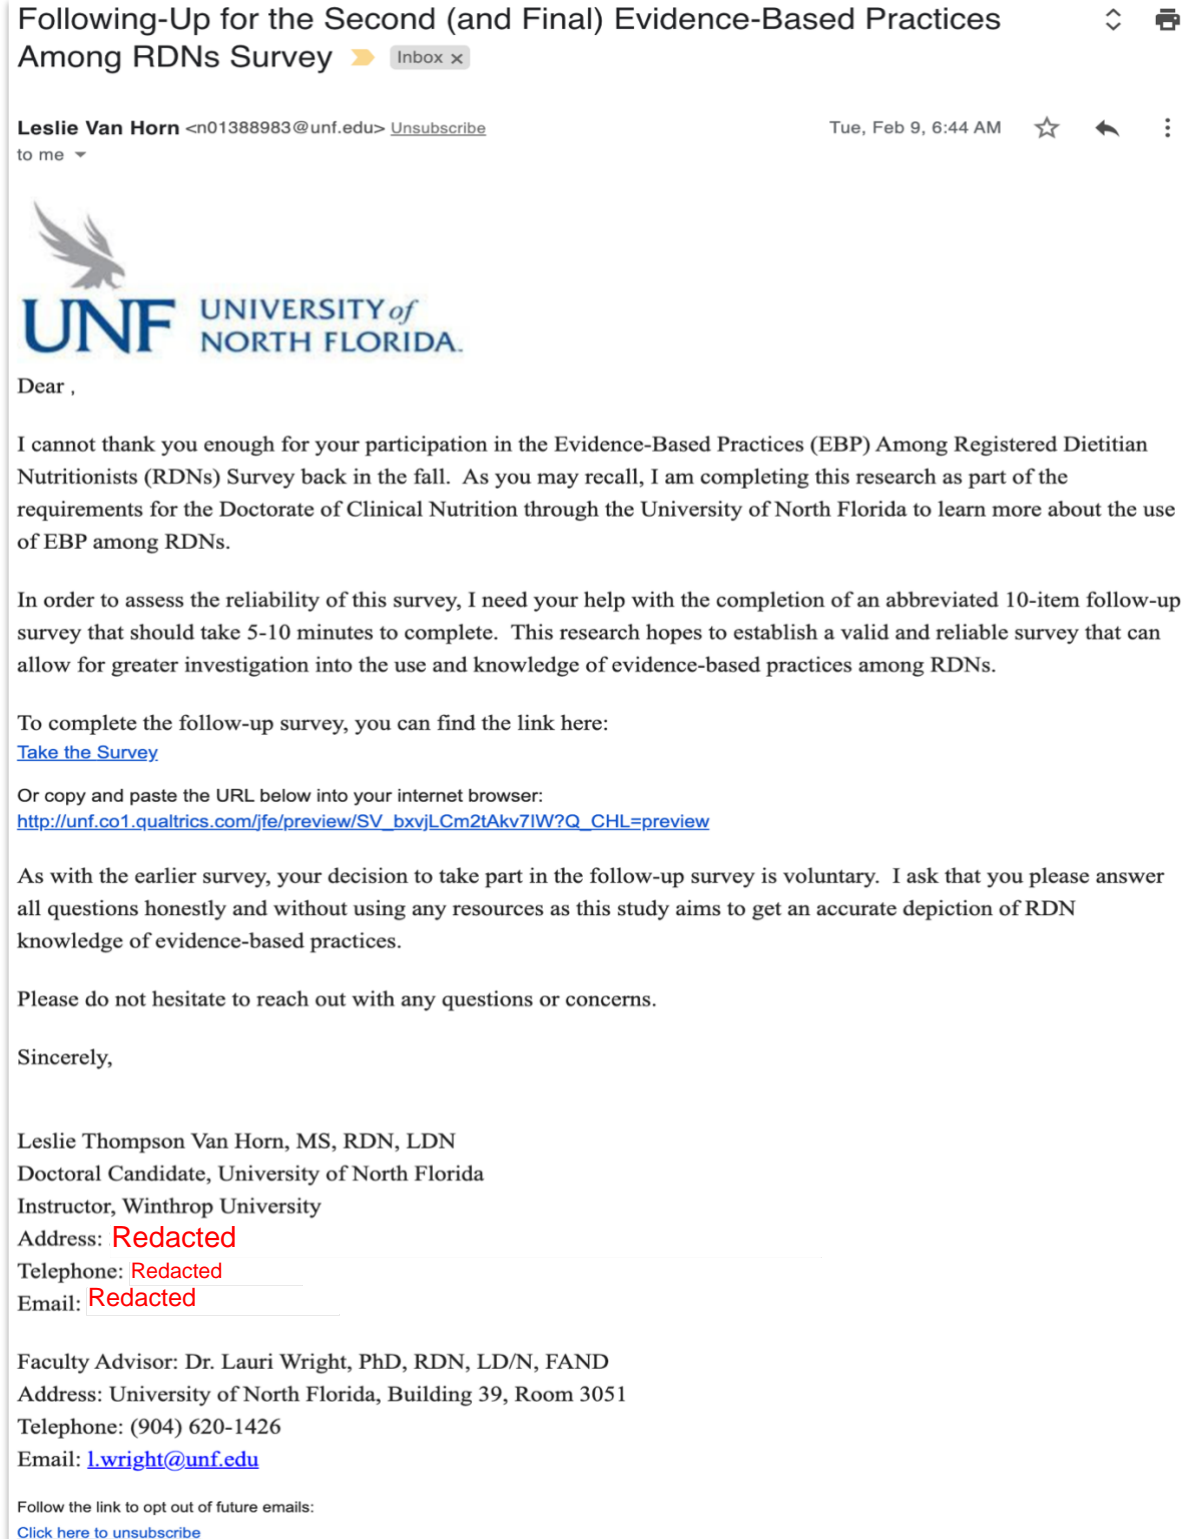 Following-Up for the Second (and Final) Evidence-Based Practices
Among RDNs Survey Inbox x
Leslie Van Horn <n01388983@unf.edu> Unsubscribe Tue, Feb 9, 6:44 AM
to me
UNF UNIVERSITY of
NORTH FLORIDA.
Dear ,
I cannot thank you enough for your participation in the Evidence-Based Practices (EBP) Among Registered Dietitian
Nutritionists (RDNs) Survey back in the fall.  As you may recall, I am completing this research as part of the
requirements for the Doctorate of Clinical Nutrition through the University of North Florida to learn more about the use
of EBP among RDNs.
In order to assess the reliability of this survey, I need your help with the completion of an abbreviated 10-item follow-up
survey that should take 5-10 minutes to complete.  This research hopes to establish a valid and reliable survey that can
allow for greater investigation into the use and knowledge of evidence-based practices among RDNs.
To complete the follow-up survey, you can find the link here:
Take the Survey
Or copy and paste the URL below into your internet browser:
http://unf.co1.qualtrics.com/jfe/preview/SV_bxvjLCm2tAkv7IW?Q_CHL=preview
As with the earlier survey, your decision to take part in the follow-up survey is voluntary.  I ask that you please answer
all questions honestly and without using any resources as this study aims to get an accurate depiction of RDN
knowledge of evidence-based practices.
Please do not hesitate to reach out with any questions or concerns.
Sincerely,
Leslie Thompson Van Horn, MS, RDN, LDN
Doctoral Candidate, University of North Florida
Instructor, Winthrop University
Address: Redacted
Telephone: Redacted
Email: Redacted
Faculty Advisor: Dr. Lauri Wright, PhD, RDN, LD/N, FAND
Address: University of North Florida, Building 39, Room 3051
Telephone: (904) 620-1426
Email: l.wright@unf.edu
Follow the link to opt out of future emails:
Click here to unsubscribe